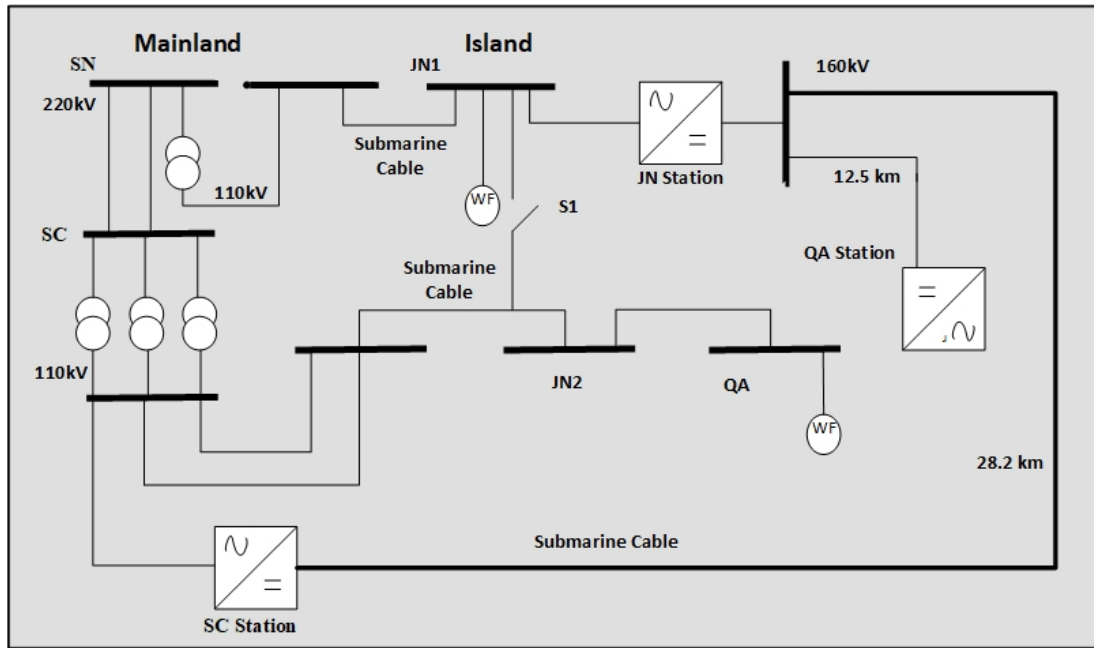 Mainland
Island
SN
JN1
160kV
220kV
Submarine
Cable
JN Station
12.5 km
110kV
WF
S1
SC
QA Station
Submarine
Cable
110kV
JN2
QA
WF
28.2 km
Submarine Cable
SC Station